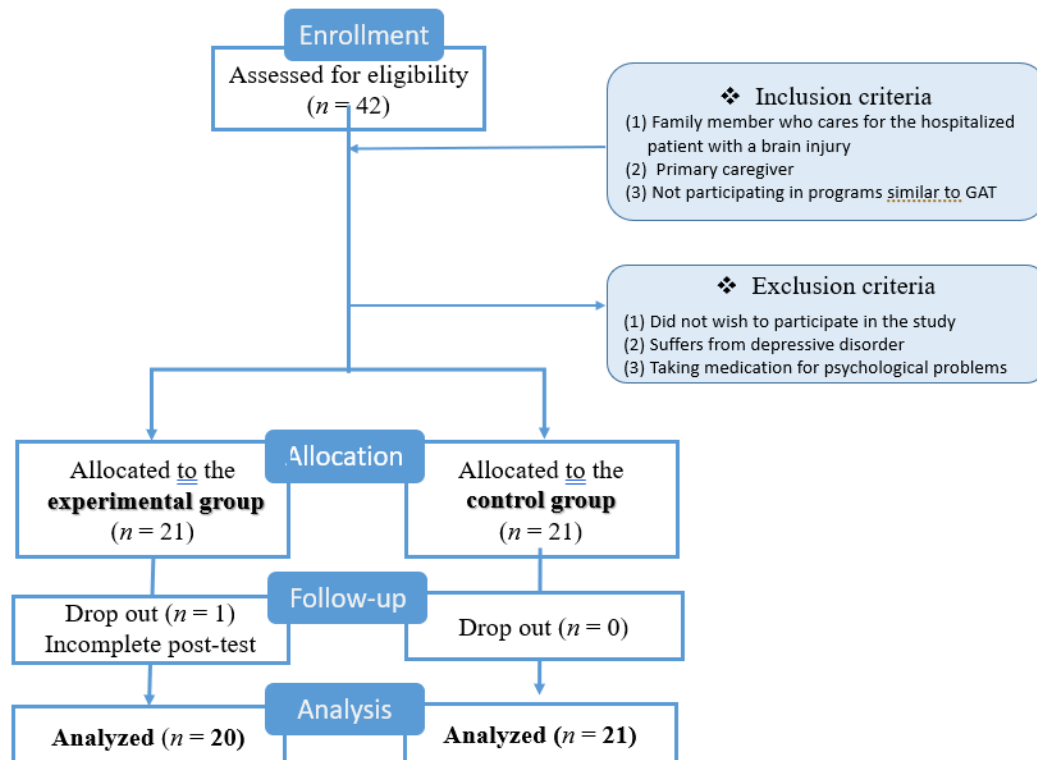 Enrollment
Assessed for eligibility
(n = 42)
❖ Inclusion criteria
(1) Family member who cares for the hospitalized
patient with a brain injury
(2) Primary caregiver
(3) Not participating in programs similar to GAT
❖ Exclusion criteria
(1) Did not wish to participate in the study
(2) Suffers from depressive disorder
(3) Taking medication for psychological problems
Allocation
Allocated to the
experimental group
(n = 21)
Allocated to the
control group
(n = 21)
Follow-up
Drop out (n = 1)
Incomplete post-test
Drop out (n = 0)
Analysis
Analyzed (n = 20)
Analyzed (n = 21)